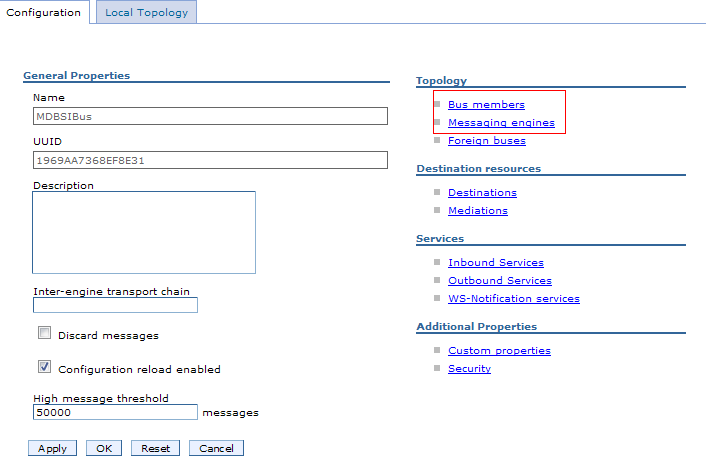 Configuration
Local Topology
General Properties
Name
MDBSIBus
UUID
1969AA7368EF8E31
Description
Inter-engine transport chain
Discard messages
Configuration reload enabled
High message threshold
50000 messages
Apply OK Reset Cancel
Topology
Bus members
Messaging engines
Foreign buses
Destination resources
Destinations
Mediations
Services
Inbound Services
Outbound Services
WS-Notification services
Additional Properties
Custom properties
Security